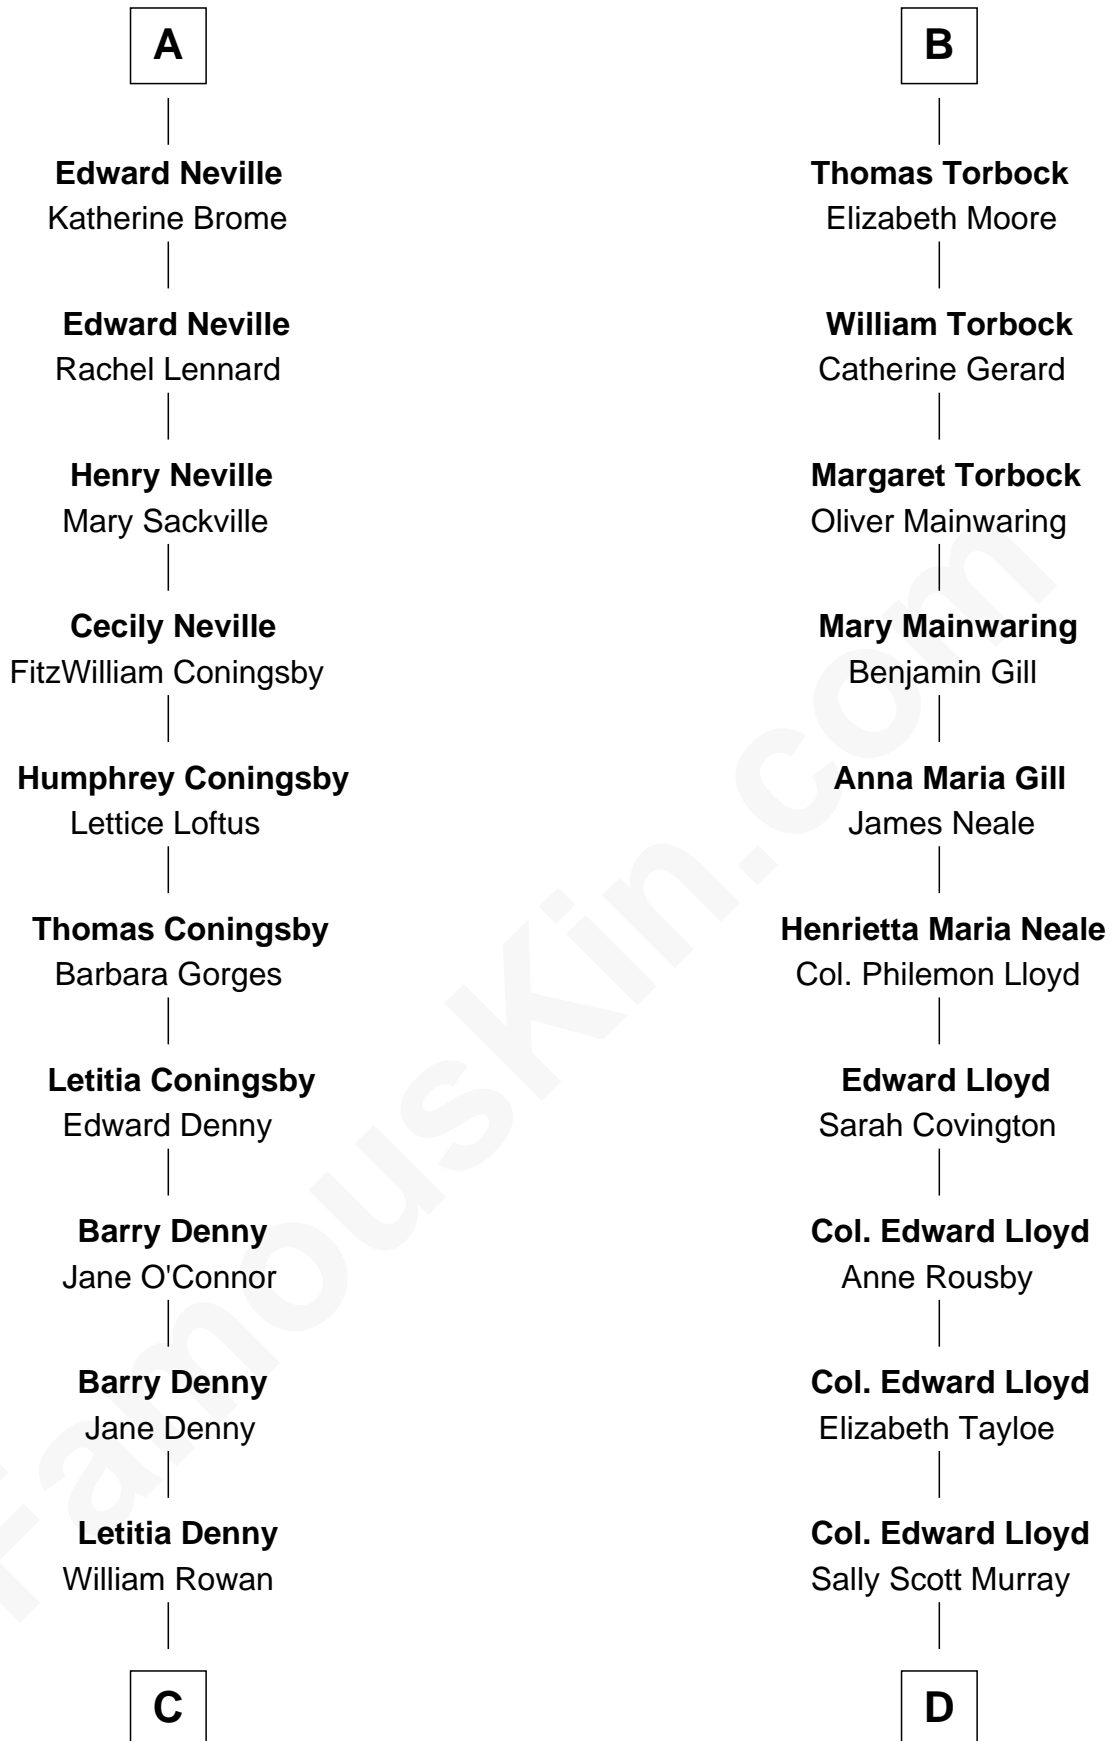 A
Edward Neville
Katherine Brome
Edward Neville
Rachel Lennard
Henry Neville
Mary Sackville
Cecily Neville
FitzWilliam Coningsby
Humphrey Coningsby
Lettice Loftus
Thomas Coningsby
Barbara Gorges
Letitia Coningsby
Edward Denny
Barry Denny
Jane O'Connor
Barry Denny
Jane Denny
Letitia Denny
William Rowan
C
B
Thomas Torbock
Elizabeth Moore
William Torbock
Catherine Gerard
Margaret Torbock
Oliver Mainwaring
Mary Mainwaring
Benjamin Gill
Anna Maria Gill
James Neale
Henrietta Maria Neale
Col. Philemon Lloyd
Edward Lloyd
Sarah Covington
Col. Edward Lloyd
Anne Rousby
Col. Edward Lloyd
Elizabeth Tayloe
Col. Edward Lloyd
Sally Scott Murray
D
FamousKin.com